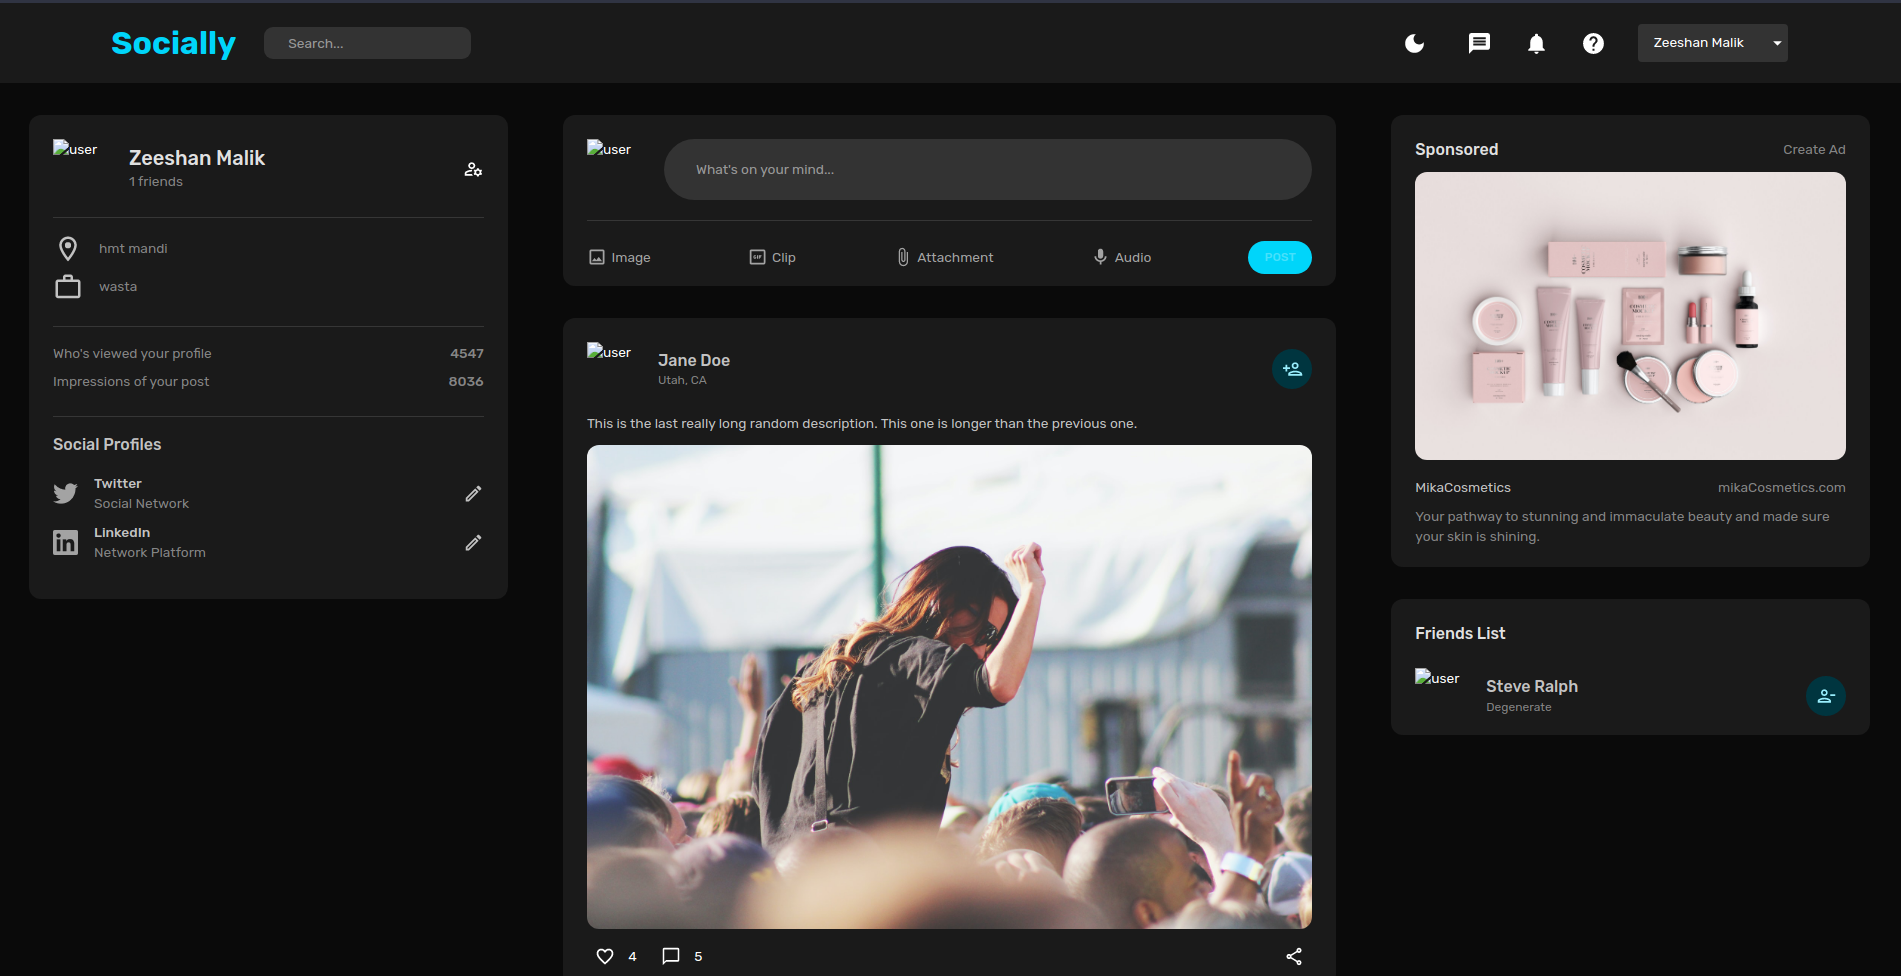 Socially
Search...
Zeeshan Malik
user
Zeeshan Malik
1 friends
hmt mandi
wasta
Who's viewed your profile
4547
Impressions of your post
8036
Social Profiles
Twitter
Social Network
LinkedIn
Network Platform
user
What's on your mind...
Image
GIF
Clip
Attachment
Audio
POST
user
Jane Doe
Utah, CA
This is the last really long random description. This one is longer than the previous one.
4
5
Sponsored
Create Ad
MikaCosmetics
mikaCosmetics.com
Your pathway to stunning and immaculate beauty and made sure
your skin is shining.
Friends List
user
Steve Ralph
Degenerate